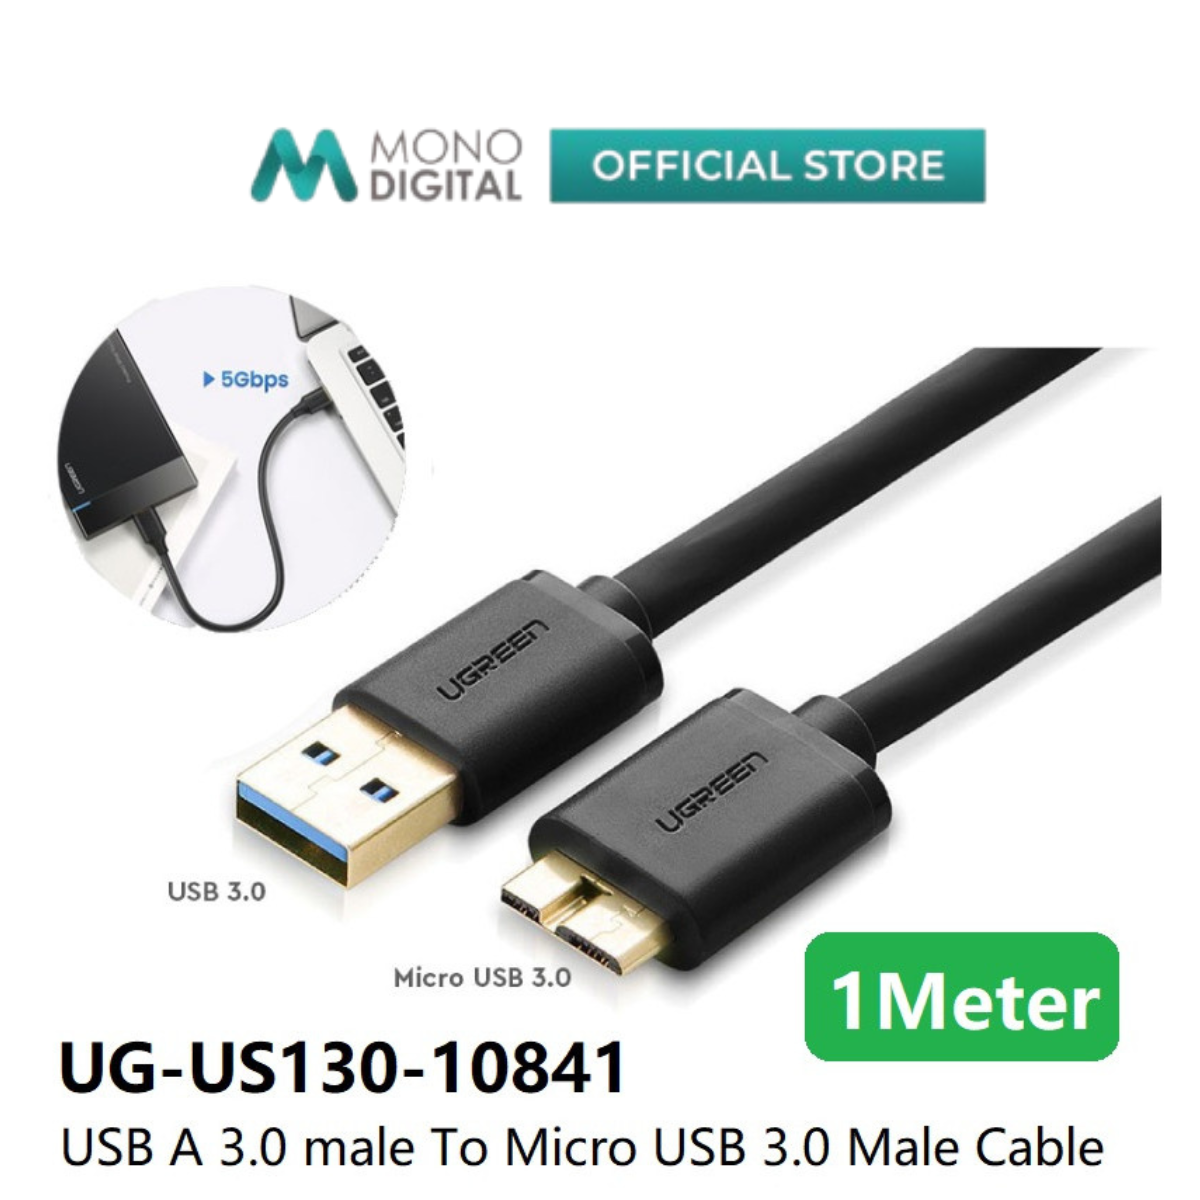 MONO
DIGITAL
OFFICIAL STORE
5Gbps
UGREEN
UGREEN
UGREEN
USB 3.0
Micro USB 3.0
1Meter
UG-US130-10841
USB A 3.0 male To Micro USB 3.0 Male Cable